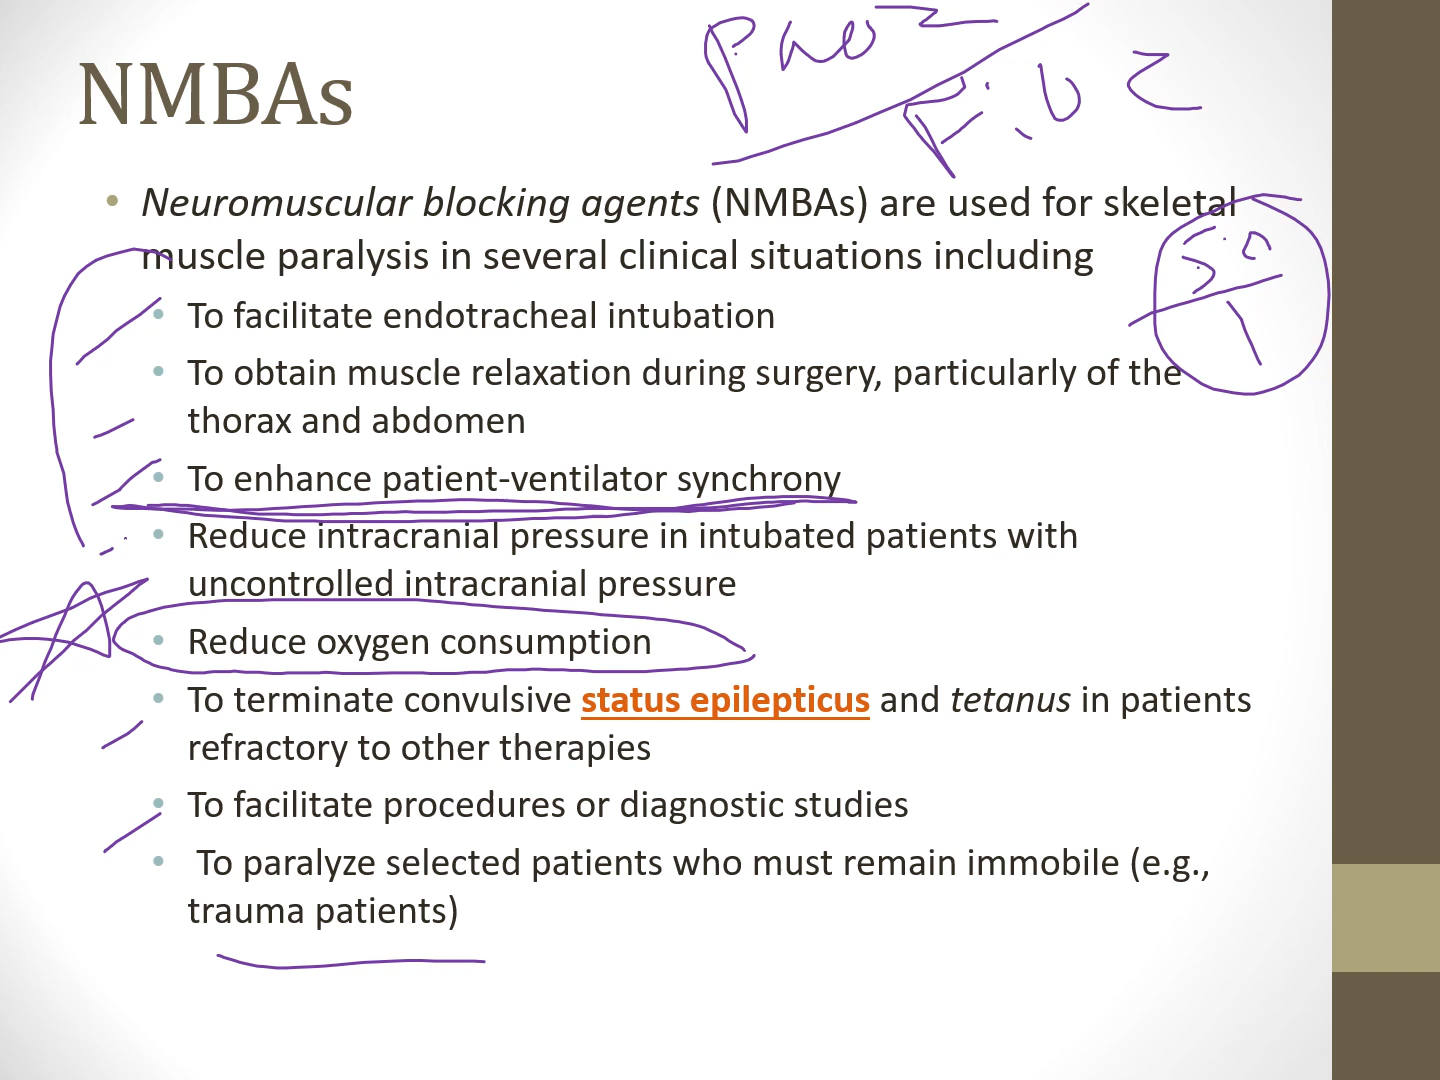 PaO2
FiO2
NMBAs
• Neuromuscular blocking agents (NMBAs) are used for skeletal
muscle paralysis in several clinical situations including
50
1
• To facilitate endotracheal intubation
• To obtain muscle relaxation during surgery, particularly of the
thorax and abdomen
• To enhance patient-ventilator synchrony
• Reduce intracranial pressure in intubated patients with
uncontrolled intracranial pressure
• Reduce oxygen consumption
• To terminate convulsive status epilepticus and tetanus in patients
refractory to other therapies
• To facilitate procedures or diagnostic studies
• To paralyze selected patients who must remain immobile (e.g.,
trauma patients)